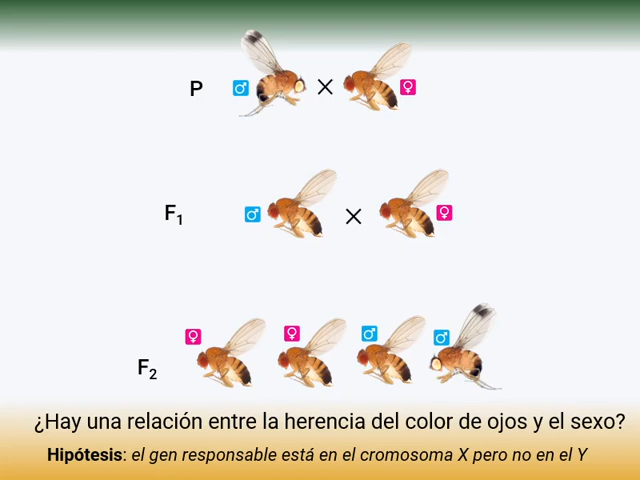 P ♂ × ♀
F₁ ♂ × ♀
♀ ♀ ♂ ♂
F₂
¿Hay una relación entre la herencia del color de ojos y el sexo?
Hipótesis: el gen responsable está en el cromosoma X pero no en el Y